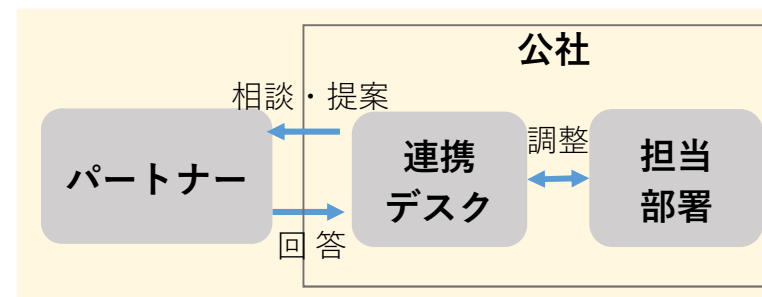 公社
相談・提案
パートナー
連携
デスク
調整
担当
部署
回答